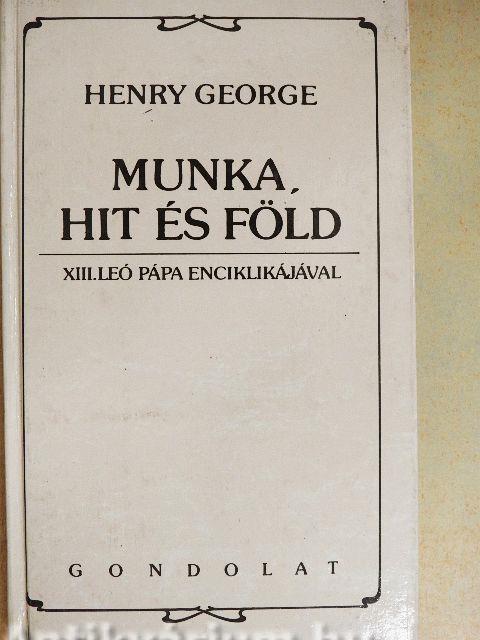 HENRY GEORGE
MUNKA,
HIT ÉS FÖLD
XIII.LEÓ PÁPA ENCIKLIKÁJÁVAL
GONDOLAT